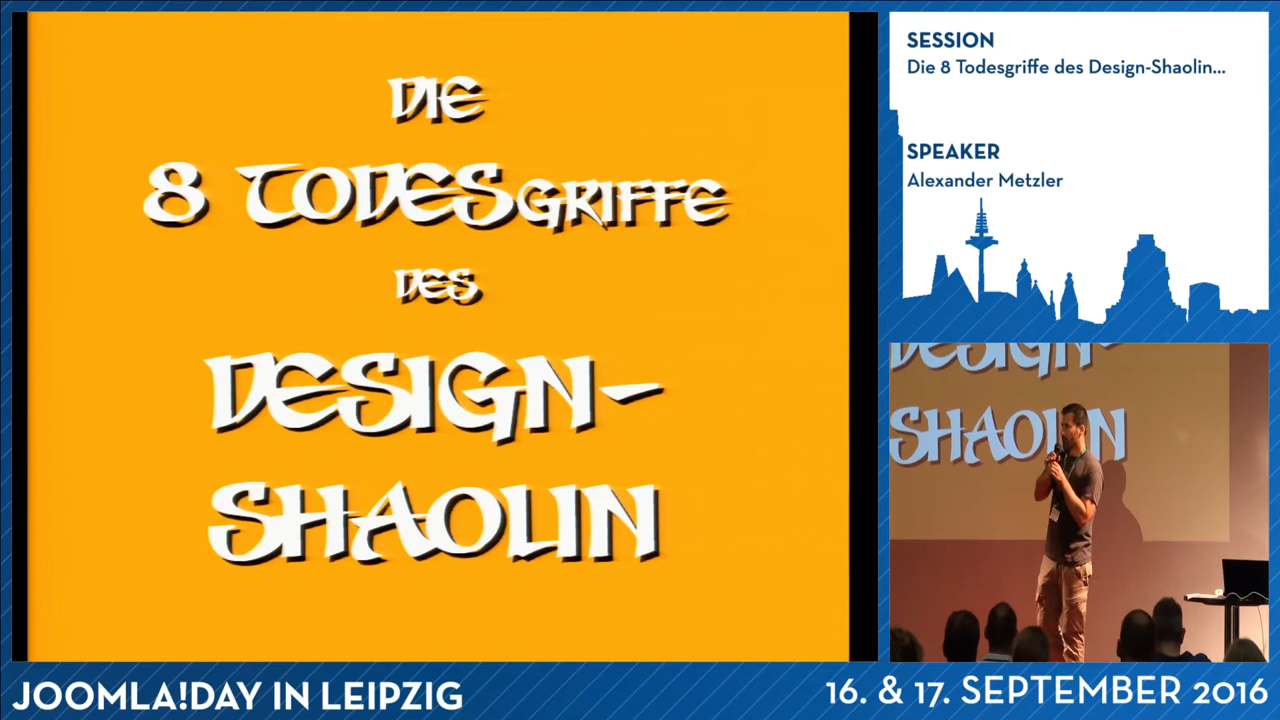 DIE
8 TODESGRIFFE
DES
DESIGN-
SHAOLIN
SESSION
Die 8 Todesgriffe des Design-Shaolin...
SPEAKER
Alexander Metzler
DESIGN-
SHAOLIN
JOOMLA!DAY IN LEIPZIG
16. & 17. SEPTEMBER 2016